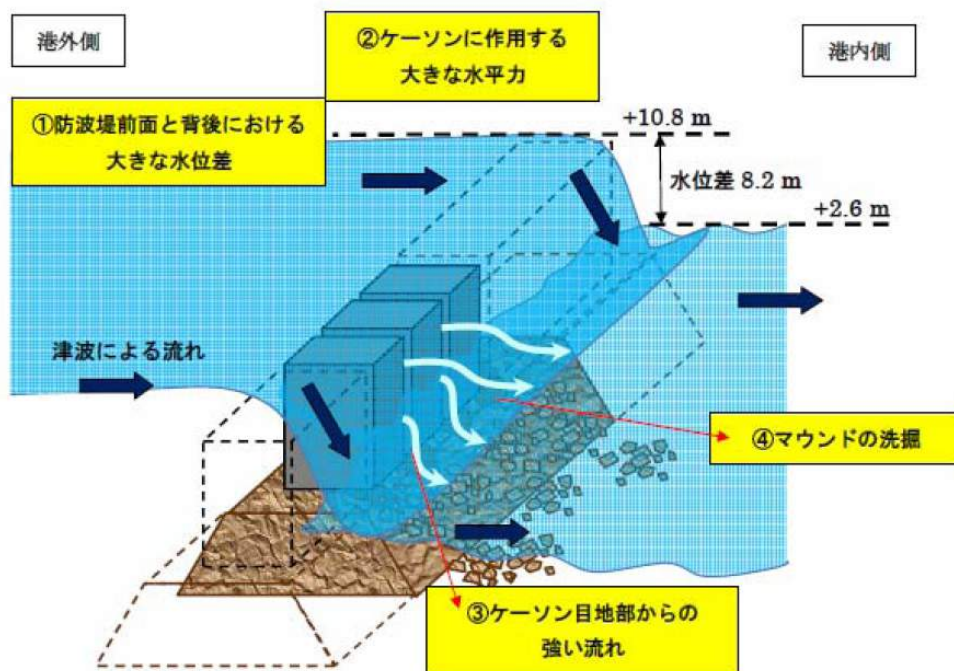 港外側
②ケーソンに作用する
大きな水平力
港内側
①防波堤前面と背後における
大きな水位差
+10.8 m
水位差 8.2 m
+2.6 m
津波による流れ
④マウンドの洗掘
③ケーソン目地部からの
強い流れ